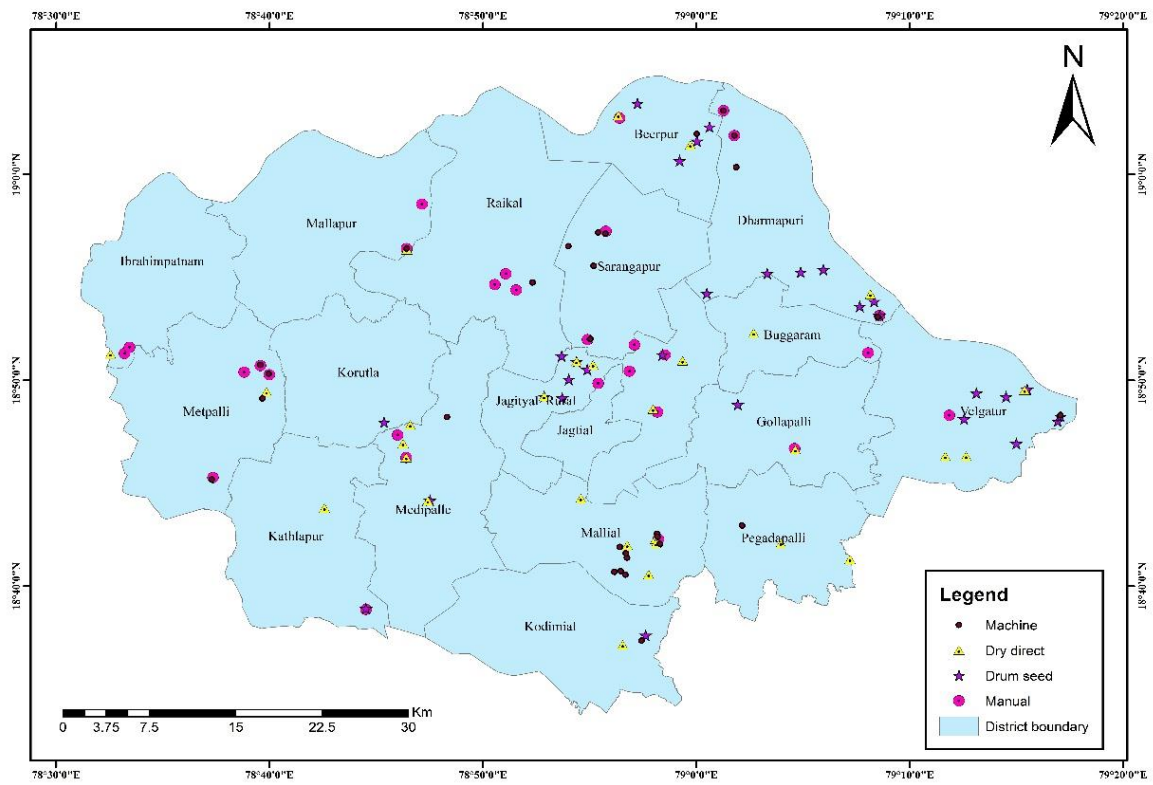 78°30'0"E 78°40'0"E 78°50'0"E 79°0'0"E 79°10'0"E 79°20'0"E
N
Beerpur
19°0'0"N
19°0'0"N
Raikal
Mallapur
Dharmapuri
Ibrahimpatnam
Sarangapur
Buggaram
Korutla
18°50'0"N
18°50'0"N
Metpalli
Jagityal Rural
Velgatur
Gollapalli
Jagtial
Medipalle
Mallial
Kathlapur
Pegadapalli
18°40'0"N
18°40'0"N
Kodimial
Legend
Machine
Dry direct
Drum seed
Manual
District boundary
Km
0 3.75 7.5 15 22.5 30
78°30'0"E 78°40'0"E 78°50'0"E 79°0'0"E 79°10'0"E 79°20'0"E